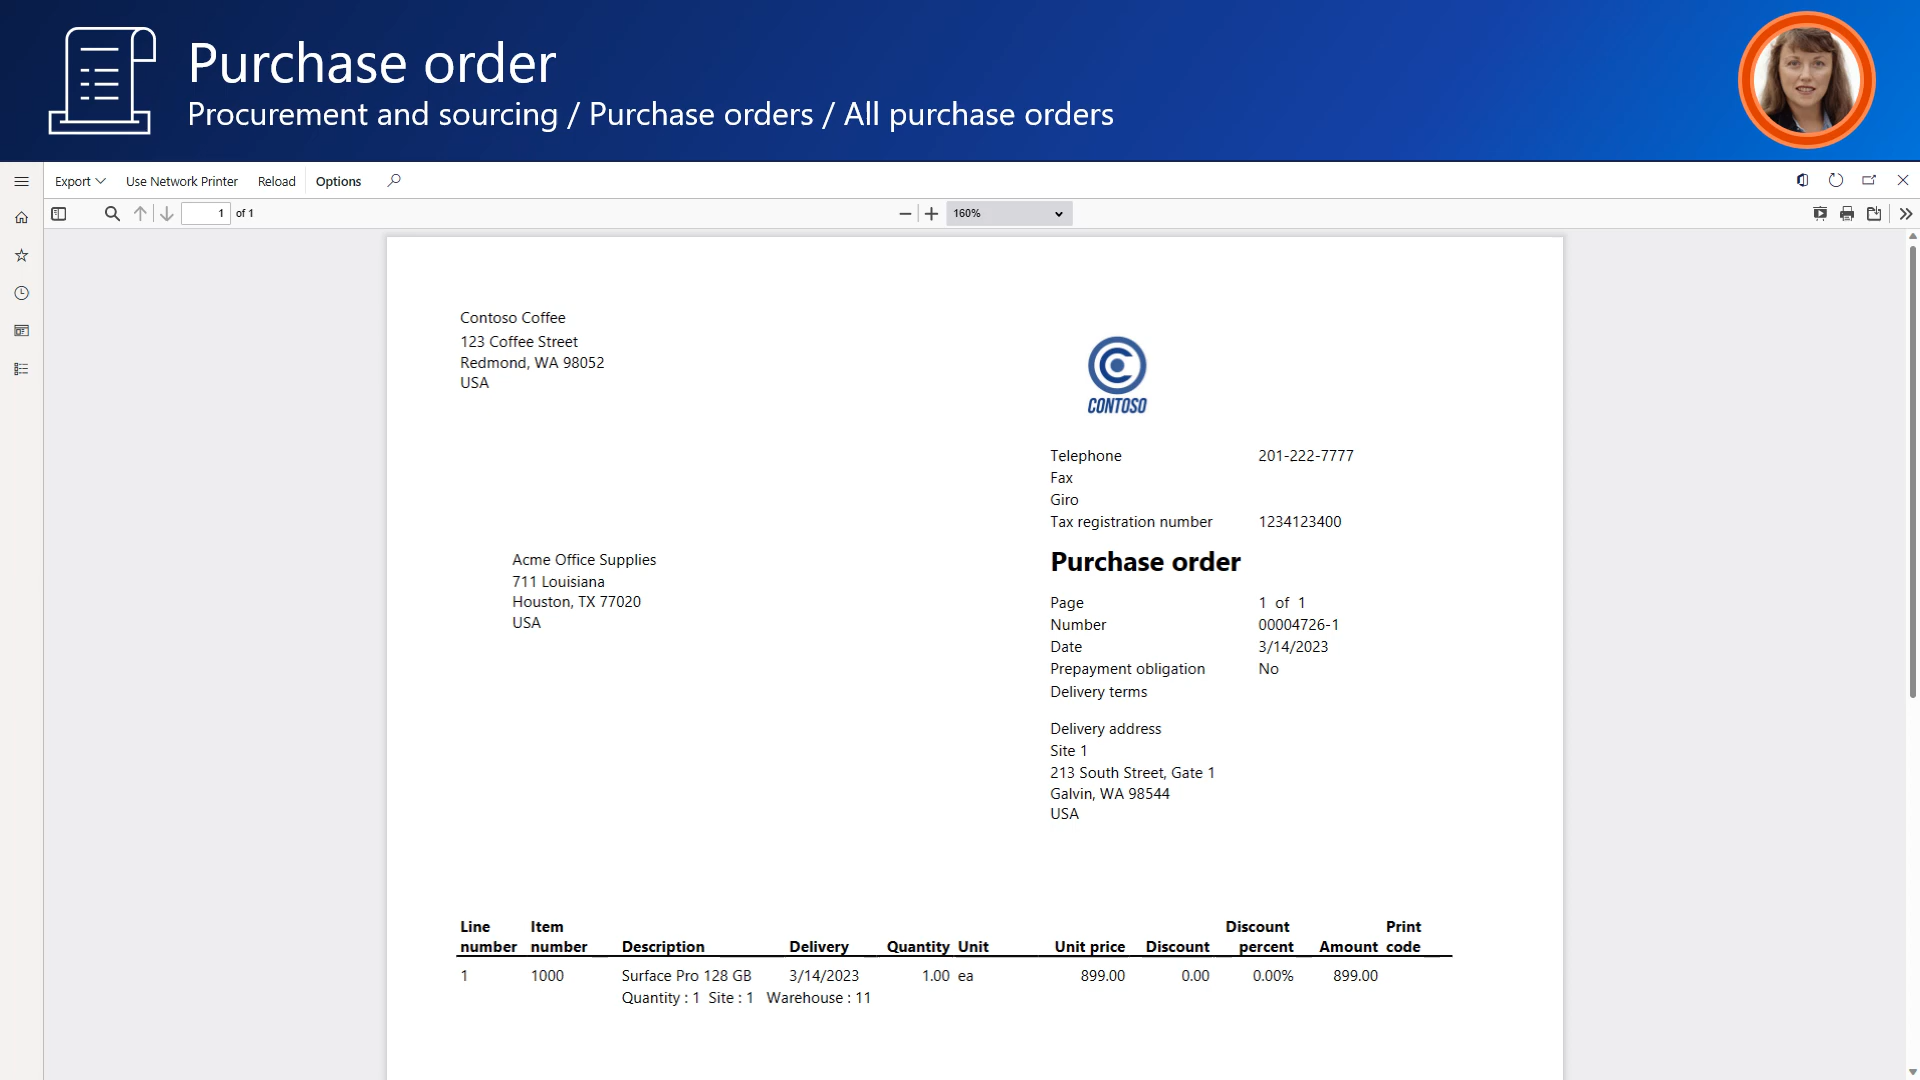 Purchase order
Procurement and sourcing / Purchase orders / All purchase orders
Export Use Network Printer Reload Options
1 of 1 160%
Contoso Coffee
123 Coffee Street
Redmond, WA 98052
USA
CONTOSO
Telephone 201-222-7777
Fax
Giro
Tax registration number 1234123400
Acme Office Supplies
711 Louisiana
Houston, TX 77020
USA
Purchase order
Page 1 of 1
Number 00004726-1
Date 3/14/2023
Prepayment obligation No
Delivery terms
Delivery address
Site 1
213 South Street, Gate 1
Galvin, WA 98544
USA
Line Item Discount Print
number number Description Delivery Quantity Unit Unit price Discount percent Amount code
1 1000 Surface Pro 128 GB 3/14/2023 1.00 ea 899.00 0.00 0.00% 899.00
Quantity : 1 Site : 1 Warehouse : 11